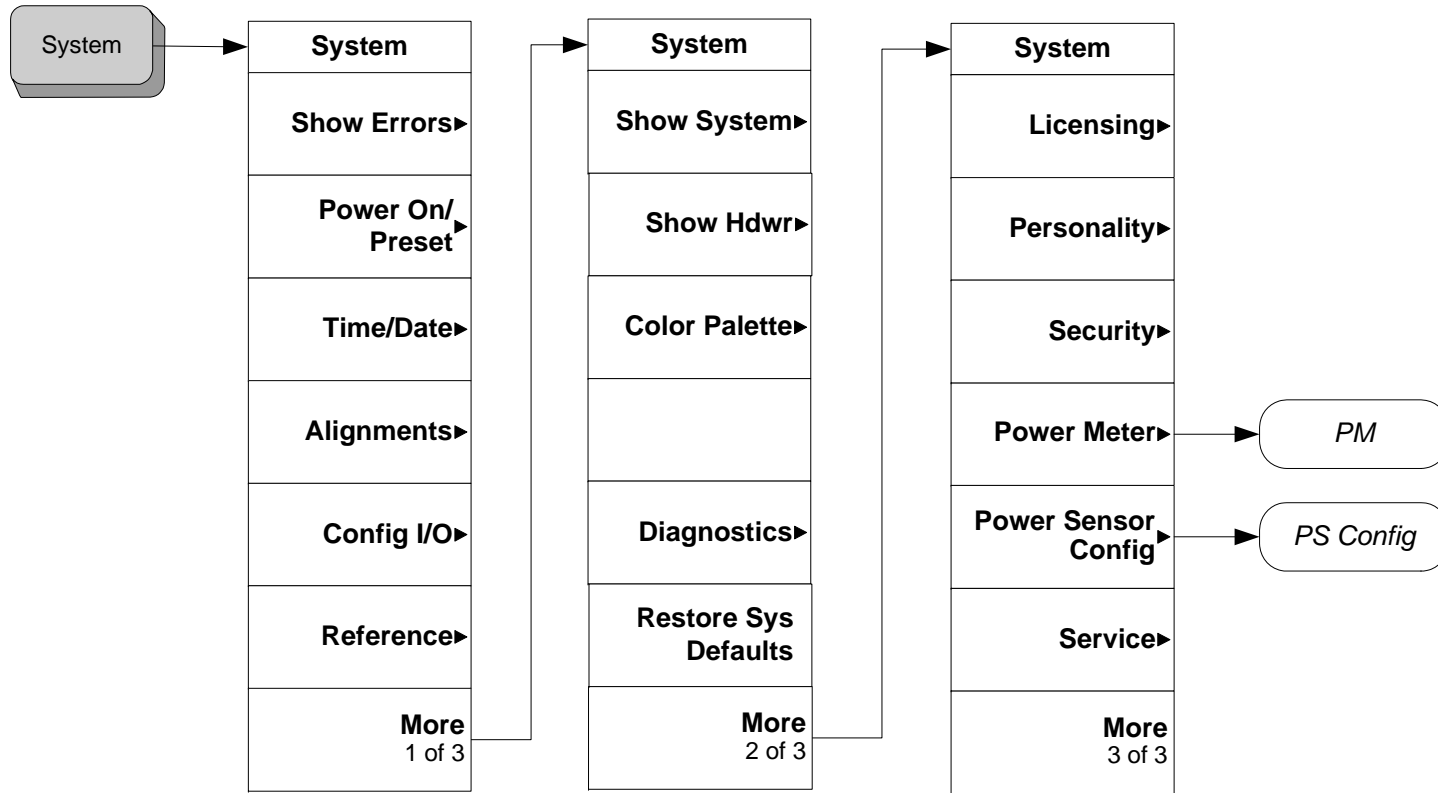 System
System
Show Errors
Power On/
Preset
Time/Date
Alignments
Config I/O
Reference
More
1 of 3
System
Show System
Show Hdwr
Color Palette
Diagnostics
Restore Sys
Defaults
More
2 of 3
System
Licensing
Personality
Security
Power Meter
PM
Power Sensor
Config
PS Config
Service
More
3 of 3